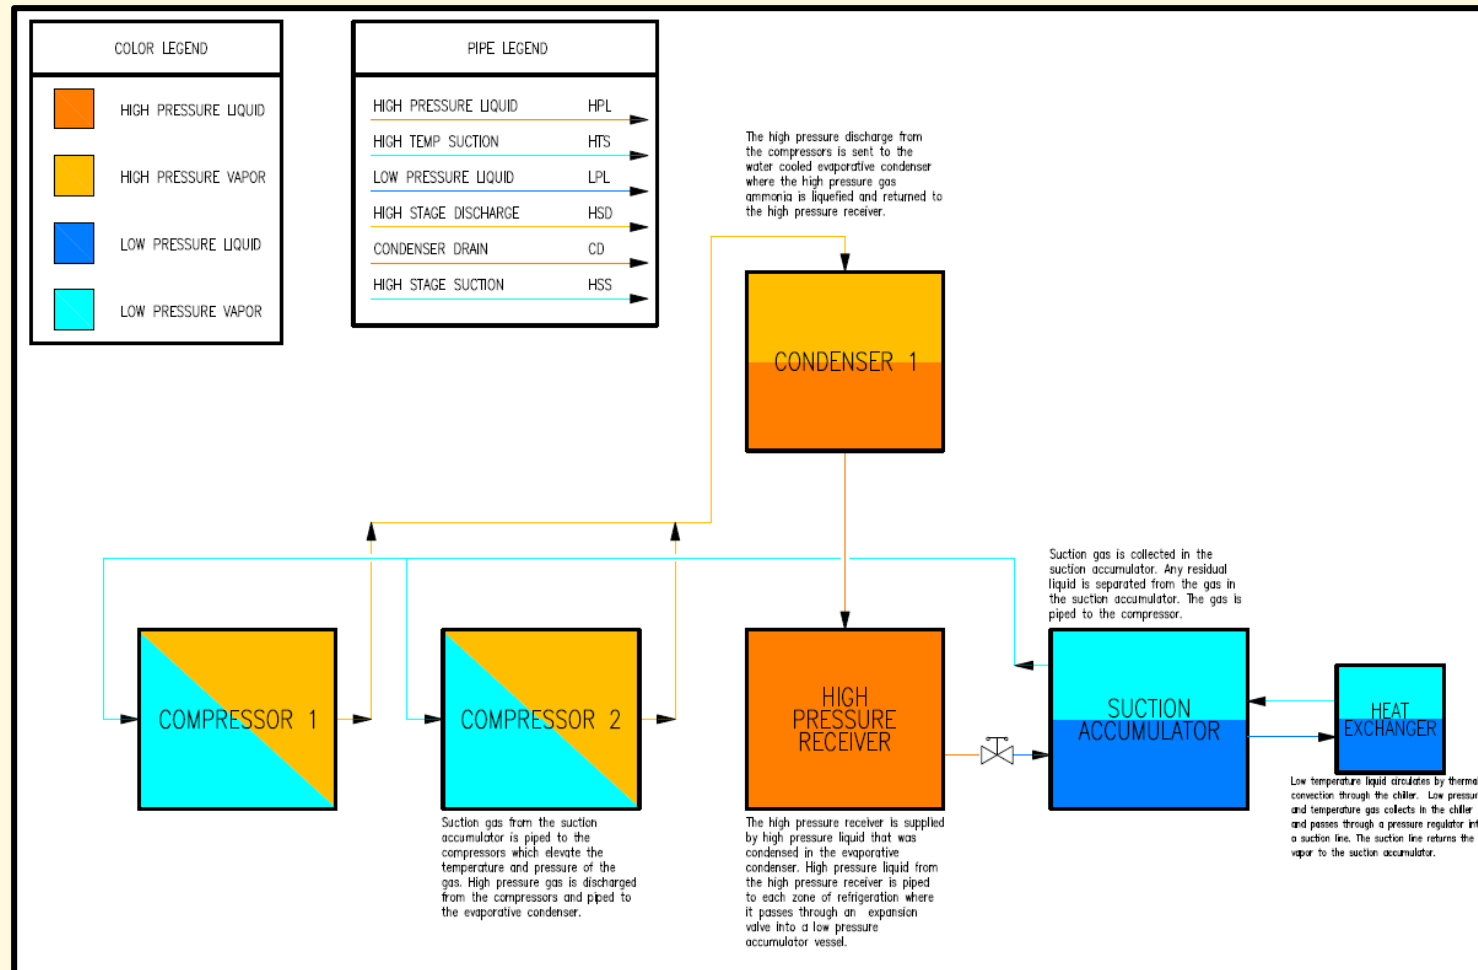 COLOR LEGEND
HIGH PRESSURE LIQUID
HIGH PRESSURE VAPOR
LOW PRESSURE LIQUID
LOW PRESSURE VAPOR
PIPE LEGEND
HIGH PRESSURE LIQUID HPL
HIGH TEMP SUCTION HTS
LOW PRESSURE LIQUID LPL
HIGH STAGE DISCHARGE HSD
CONDENSER DRAIN CD
HIGH STAGE SUCTION HSS
The high pressure discharge from
the compressors is sent to the
water cooled evaporative condenser
where the high pressure gas
ammonia is liquefied and returned to
the high pressure receiver.
CONDENSER 1
COMPRESSOR 1
COMPRESSOR 2
Suction gas from the suction
accumulator is piped to the
compressors which elevate the
temperature and pressure of the
gas. High pressure gas is discharged
from the compressors and piped to
the evaporative condenser.
HIGH
PRESSURE
RECEIVER
The high pressure receiver is supplied
by high pressure liquid that was
condensed in the evaporative
condenser. High pressure liquid from
the high pressure receiver is piped
to each zone of refrigeration where
it passes through an expansion
valve into a low pressure
accumulator vessel.
Suction gas is collected in the
suction accumulator. Any residual
liquid is separated from the gas in
the suction accumulator. The gas is
piped to the compressor.
SUCTION
ACCUMULATOR
HEAT
EXCHANGER
Low temperature liquid circulates by thermal
convection through the chiller. Low pressur
and temperature gas collects in the chiller
and passes through a pressure regulator int
a suction line. The suction line returns the
vapor to the suction accumulator.